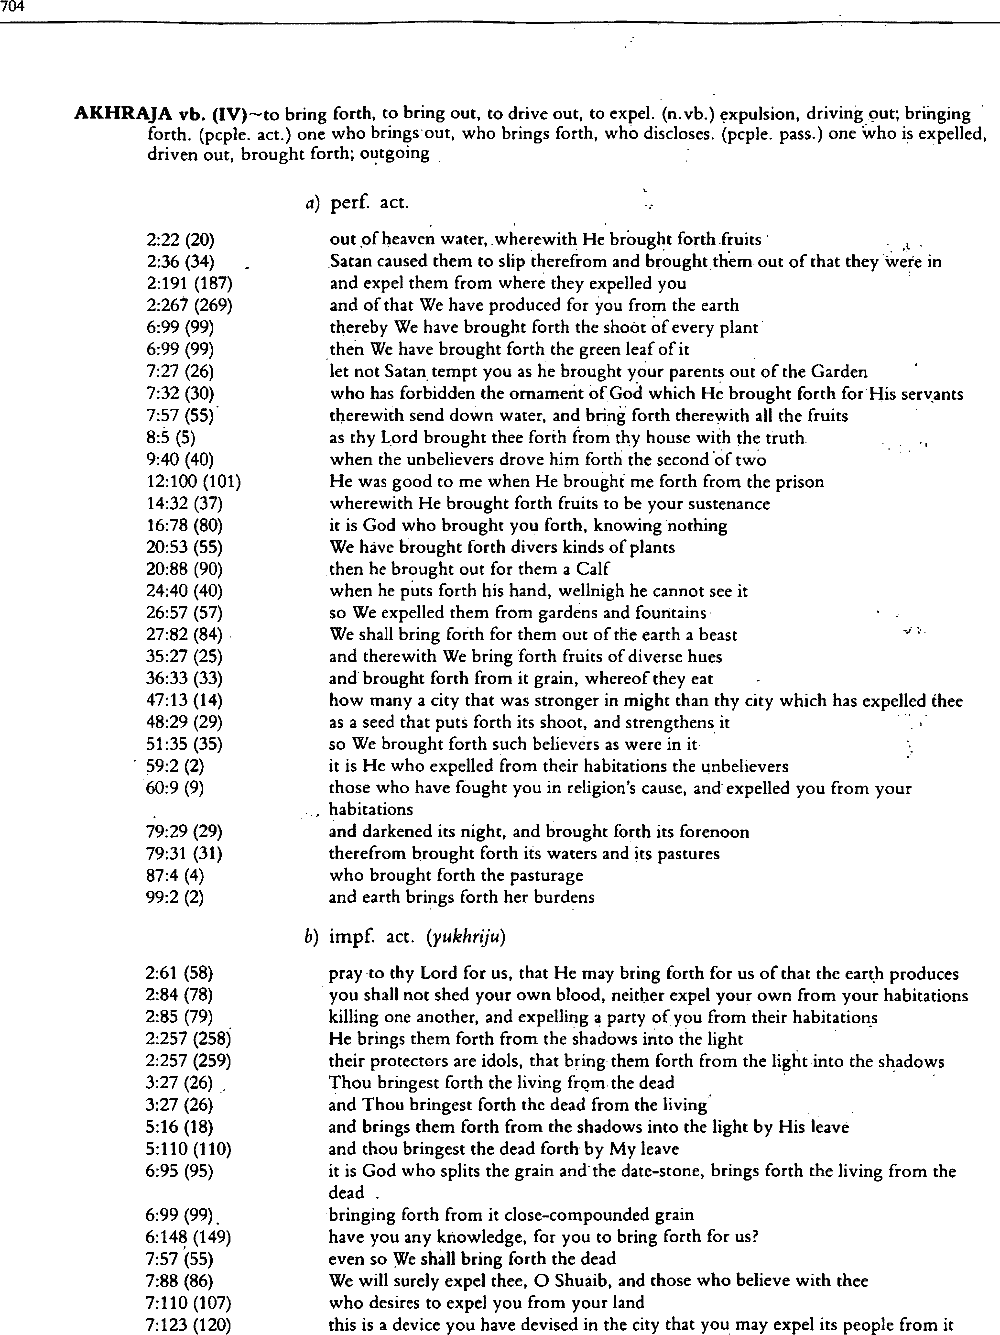 704
AKHRAJA vb. (IV)~to bring forth, to bring out, to drive out, to expel. (n.vb.) expulsion, driving out; bringing
forth. (pcple. act.) one who brings out, who brings forth, who discloses. (pcple. pass.) one who is expelled,
driven out, brought forth; outgoing
a) perf. act.
2:22 (20) out of heaven water, wherewith He brought forth fruits
2:36 (34) Satan caused them to slip therefrom and brought them out of that they were in
2:191 (187) and expel them from where they expelled you
2:267 (269) and of that We have produced for you from the earth
6:99 (99) thereby We have brought forth the shoot of every plant
6:99 (99) then We have brought forth the green leaf of it
7:27 (26) let not Satan tempt you as he brought your parents out of the Garden
7:32 (30) who has forbidden the ornament of God which He brought forth for His servants
7:57 (55) therewith send down water, and bring forth therewith all the fruits
8:5 (5) as thy Lord brought thee forth from thy house with the truth
9:40 (40) when the unbelievers drove him forth the second of two
12:100 (101) He was good to me when He brought me forth from the prison
14:32 (37) wherewith He brought forth fruits to be your sustenance
16:78 (80) it is God who brought you forth, knowing nothing
20:53 (55) We have brought forth divers kinds of plants
20:88 (90) then he brought out for them a Calf
24:40 (40) when he puts forth his hand, wellnigh he cannot see it
26:57 (57) so We expelled them from gardens and fountains
27:82 (84) We shall bring forth for them out of the earth a beast
35:27 (25) and therewith We bring forth fruits of diverse hues
36:33 (33) and brought forth from it grain, whereof they eat
47:13 (14) how many a city that was stronger in might than thy city which has expelled thee
48:29 (29) as a seed that puts forth its shoot, and strengthens it
51:35 (35) so We brought forth such believers as were in it
59:2 (2) it is He who expelled from their habitations the unbelievers
60:9 (9) those who have fought you in religion's cause, and expelled you from your
habitations
79:29 (29) and darkened its night, and brought forth its forenoon
79:31 (31) therefrom brought forth its waters and its pastures
87:4 (4) who brought forth the pasturage
99:2 (2) and earth brings forth her burdens
b) impf. act. (yukhriju)
2:61 (58) pray to thy Lord for us, that He may bring forth for us of that the earth produces
2:84 (78) you shall not shed your own blood, neither expel your own from your habitations
2:85 (79) killing one another, and expelling a party of you from their habitations
2:257 (258) He brings them forth from the shadows into the light
2:257 (259) their protectors are idols, that bring them forth from the light into the shadows
3:27 (26) Thou bringest forth the living from the dead
3:27 (26) and Thou bringest forth the dead from the living
5:16 (18) and brings them forth from the shadows into the light by His leave
5:110 (110) and thou bringest the dead forth by My leave
6:95 (95) it is God who splits the grain and the date-stone, brings forth the living from the
dead
6:99 (99) bringing forth from it close-compounded grain
6:148 (149) have you any knowledge, for you to bring forth for us?
7:57 (55) even so We shall bring forth the dead
7:88 (86) We will surely expel thee, O Shuaib, and those who believe with thee
7:110 (107) who desires to expel you from your land
7:123 (120) this is a device you have devised in the city that you may expel its people from it